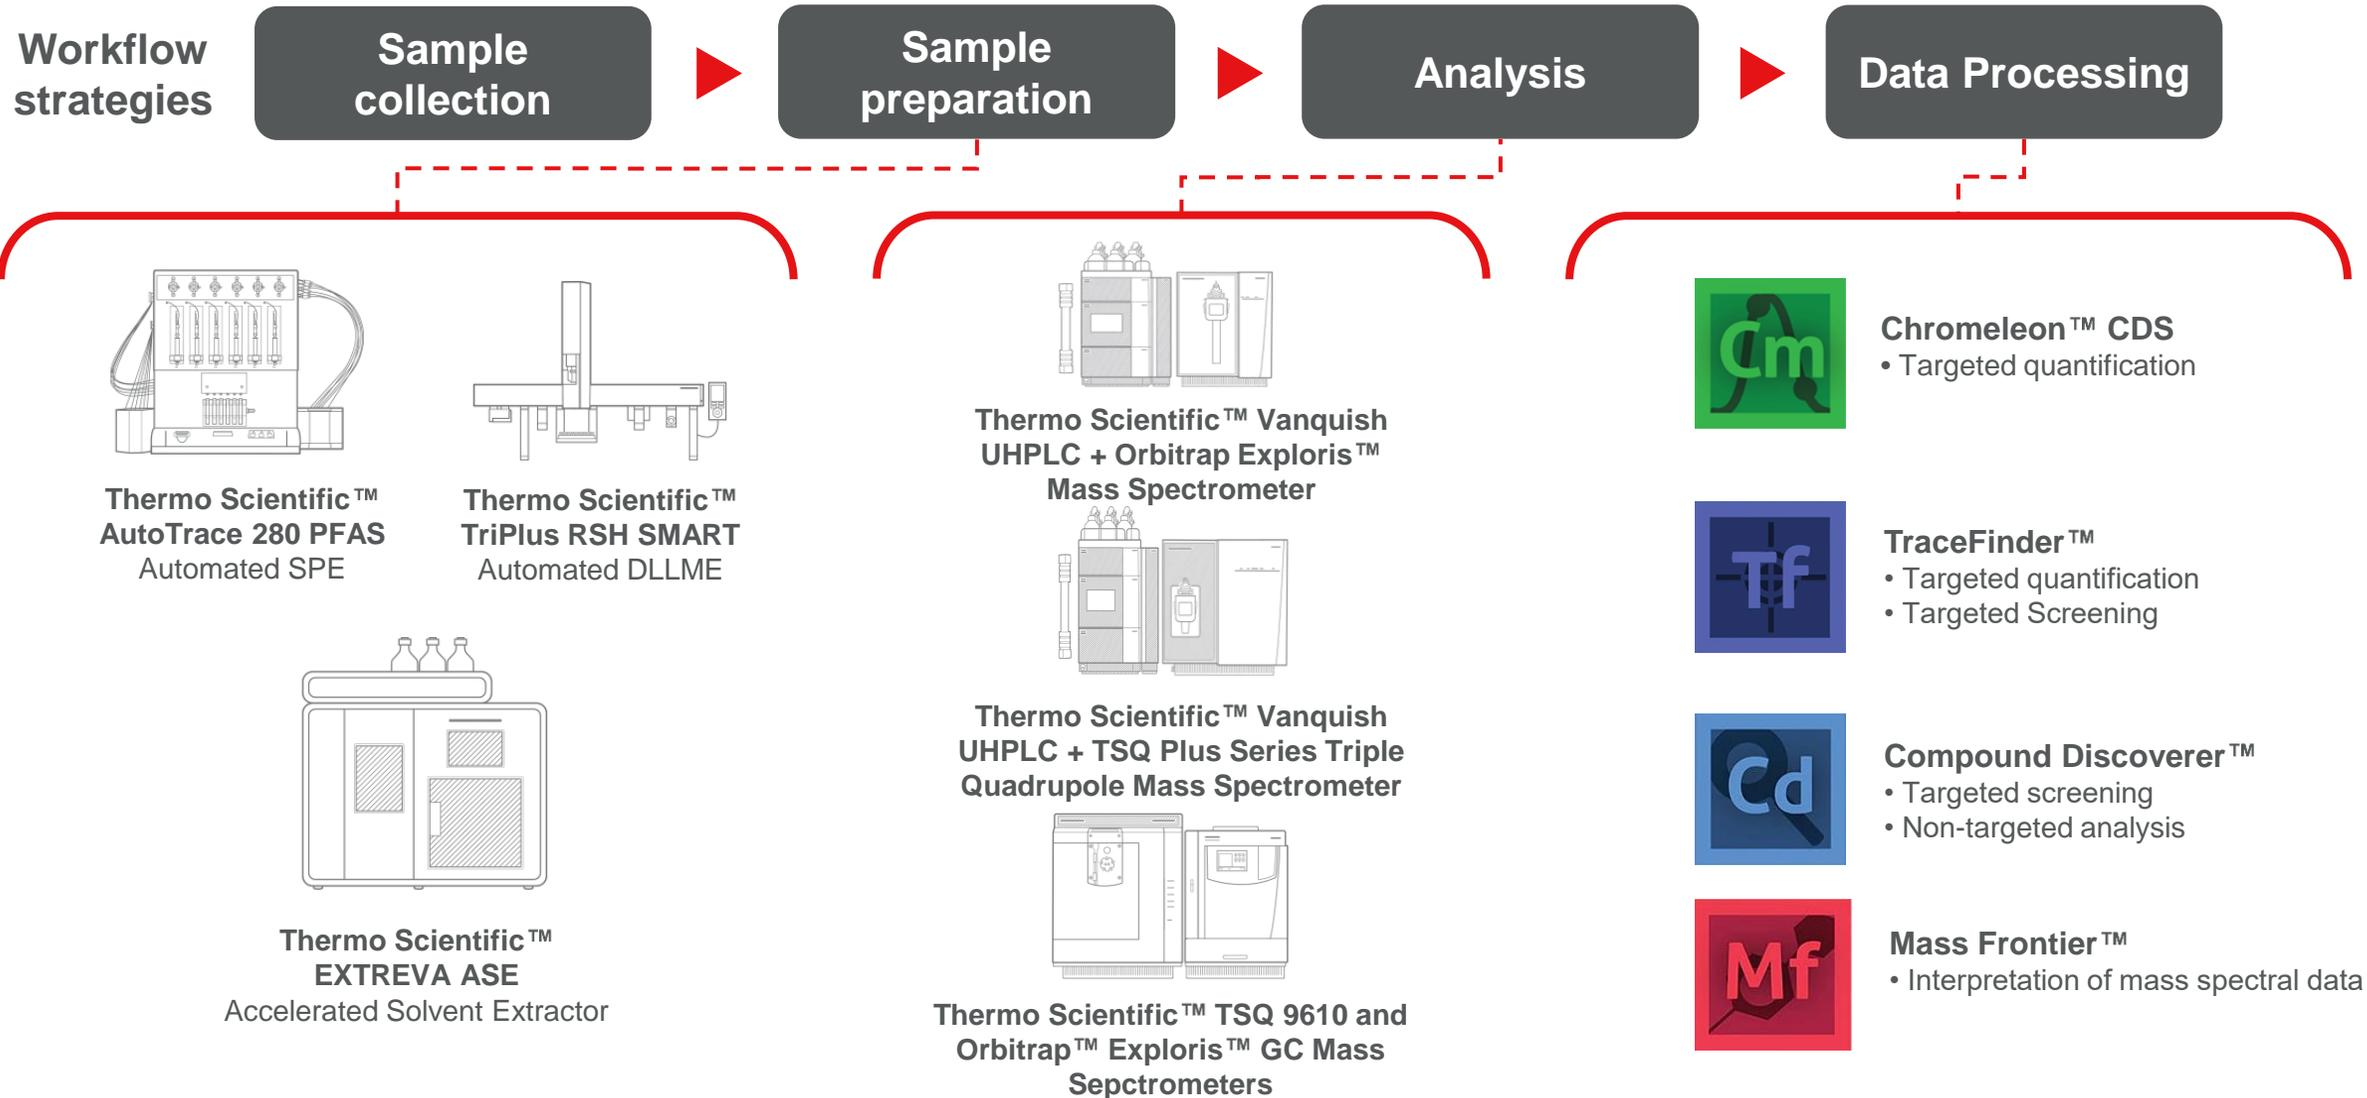 Workflow
strategies
Sample
collection
Sample
preparation
Analysis
Data Processing
Thermo Scientific™
AutoTrace 280 PFAS
Automated SPE
Thermo Scientific™
TriPlus RSH SMART
Automated DLLME
Thermo Scientific™
EXTREVA ASE
Accelerated Solvent Extractor
Thermo Scientific™ Vanquish
UHPLC + Orbitrap Exploris™
Mass Spectrometer
Thermo Scientific™ Vanquish
UHPLC + TSQ Plus Series Triple
Quadrupole Mass Spectrometer
Thermo Scientific™ TSQ 9610 and
Orbitrap™ Exploris™ GC Mass
Sepctrometers
Cm
Chromeleon™ CDS
• Targeted quantification
Tf
TraceFinder™
• Targeted quantification
• Targeted Screening
Cd
Compound Discoverer™
• Targeted screening
• Non-targeted analysis
Mf
Mass Frontier™
• Interpretation of mass spectral data